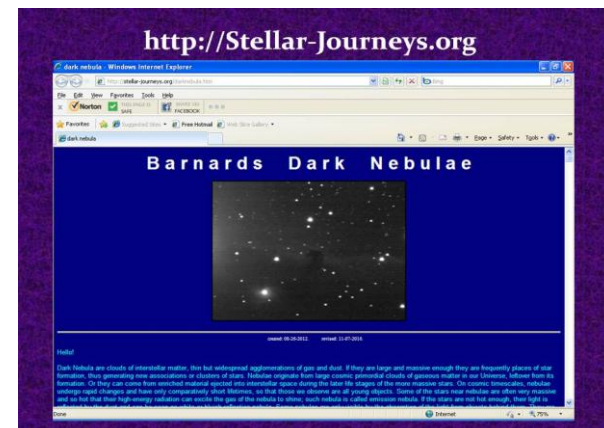 http://Stellar-Journeys.org
dark nebula - Windows Internet Explorer
http://stellar-journeys.org/darknebula.htm
Bing
File Edit View Favorites Tools Help
Norton THIS PAGE IS SAFE SHARE ON FACEBOOK
Favorites Suggested Sites Free Hotmail Web Slice Gallery
dark nebula
Page Safety Tools
Barnards Dark Nebulae
Hello!
Dark Nebula are clouds of interstellar matter, thin but widespread agglomerations of gas and dust. If they are large and massive enough they are frequently places of star
formation, thus generating new associations or clusters of stars. Nebulae originate from large cosmic primordial clouds of gaseous matter in our Universe, leftover from its
formation. Or they can come from enriched material ejected into interstellar space during the later life stages of the more massive stars. On cosmic timescales, nebulae
undergo rapid changes and have only comparatively short lifetimes, so that those we observe are all young objects. Some of the stars near nebulae are often very massive
and so hot that their high-energy radiation can excite the gas of the nebula to shine; such nebula is called emission nebula. If the stars are not hot enough, their light is
Done
Internet
75%